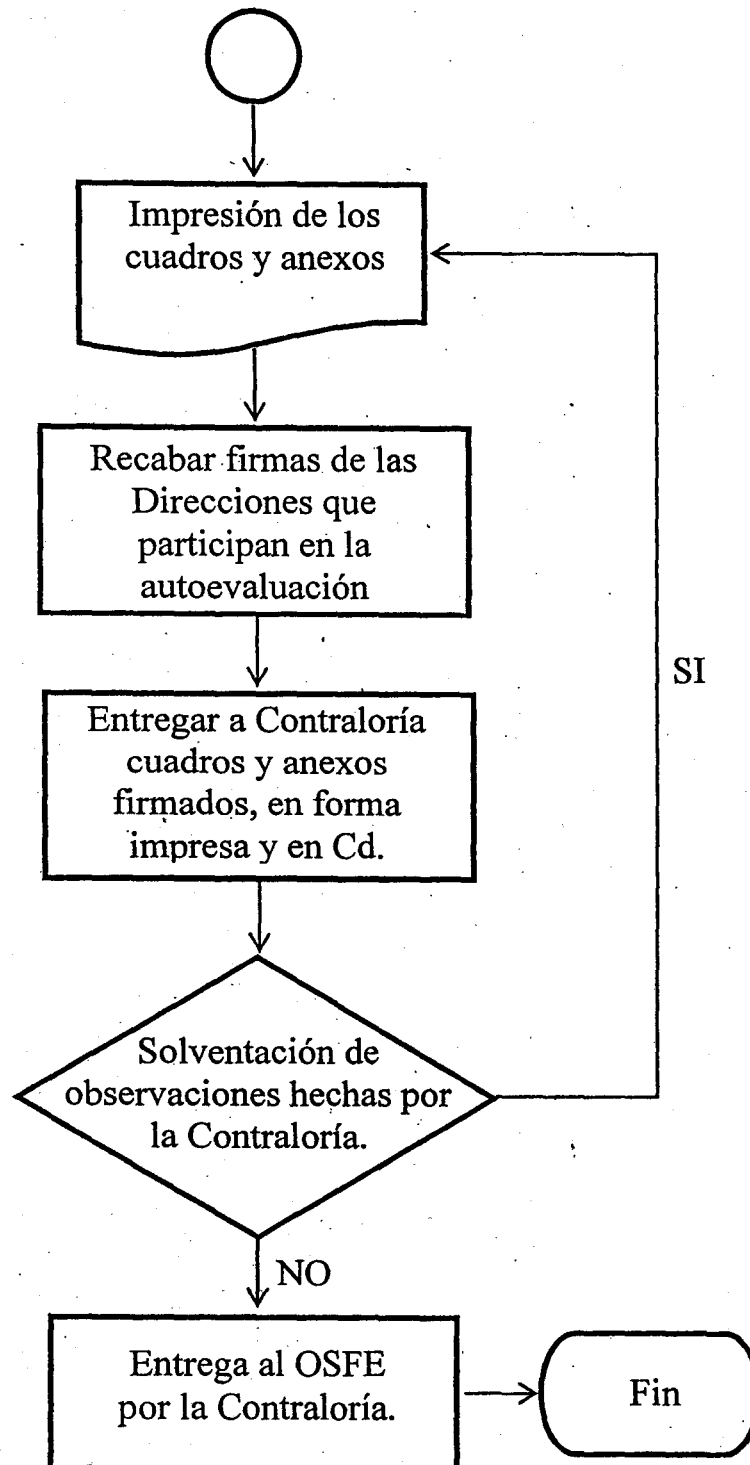 Impresión de los
cuadros y anexos
Recabar firmas de las
Direcciones que
participan en la
autoevaluación
SI
Entregar a Contraloría
cuadros y anexos
firmados, en forma
impresa y en Cd.
Solventación de
observaciones hechas por
la Contraloría.
NO
Entrega al OSFE
por la Contraloría.
Fin